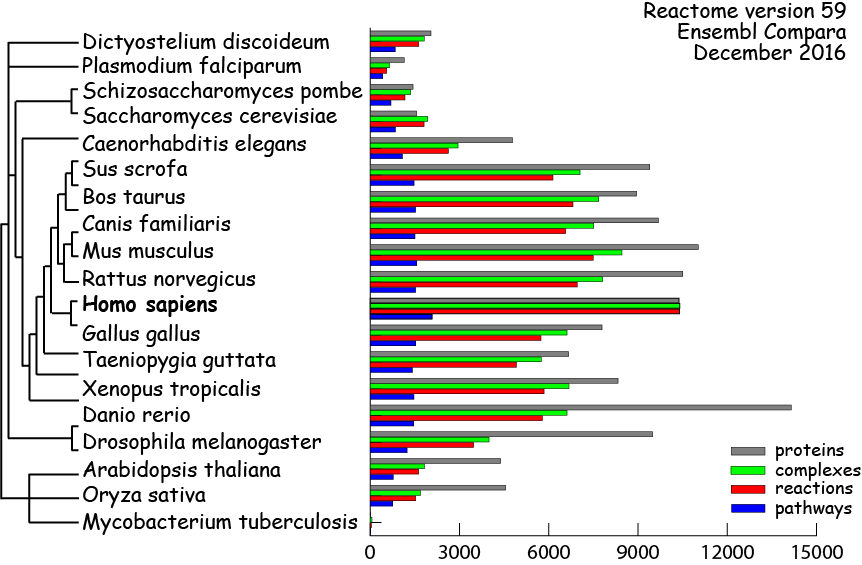 Reactome version 59
Ensembl Compara
December 2016
Dictyostelium discoideum
Plasmodium falciparum
Schizosaccharomyces pombe
Saccharomyces cerevisiae
Caenorhabditis elegans
Sus scrofa
Bos taurus
Canis familiaris
Mus musculus
Rattus norvegicus
Homo sapiens
Gallus gallus
Taeniopygia guttata
Xenopus tropicalis
Danio rerio
Drosophila melanogaster
Arabidopsis thaliana
Oryza sativa
Mycobacterium tuberculosis
proteins
complexes
reactions
pathways
0 3000 6000 9000 12000 15000